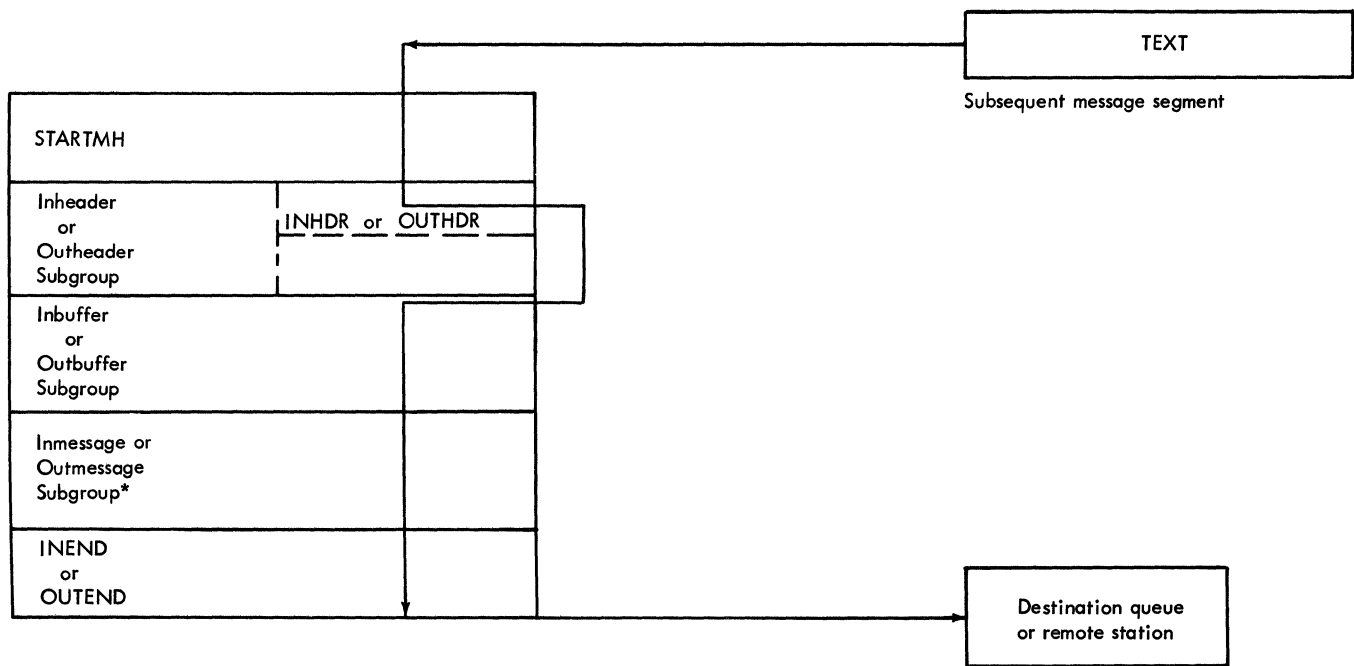 TEXT
Subsequent message segment
STARTMH
Inheader
or
Outheader
Subgroup
INHDR or OUTHDR
Inbuffer
or
Outbuffer
Subgroup
Inmessage or
Outmessage
Subgroup*
INEND
or
OUTEND
Destination queue
or remote station